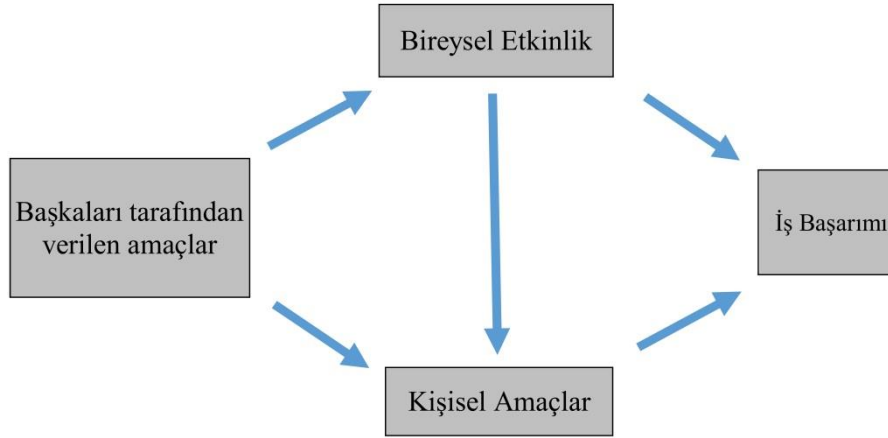 Bireysel Etkinlik
Başkaları tarafından
verilen amaçlar
İş Başarımı
Kişisel Amaçlar